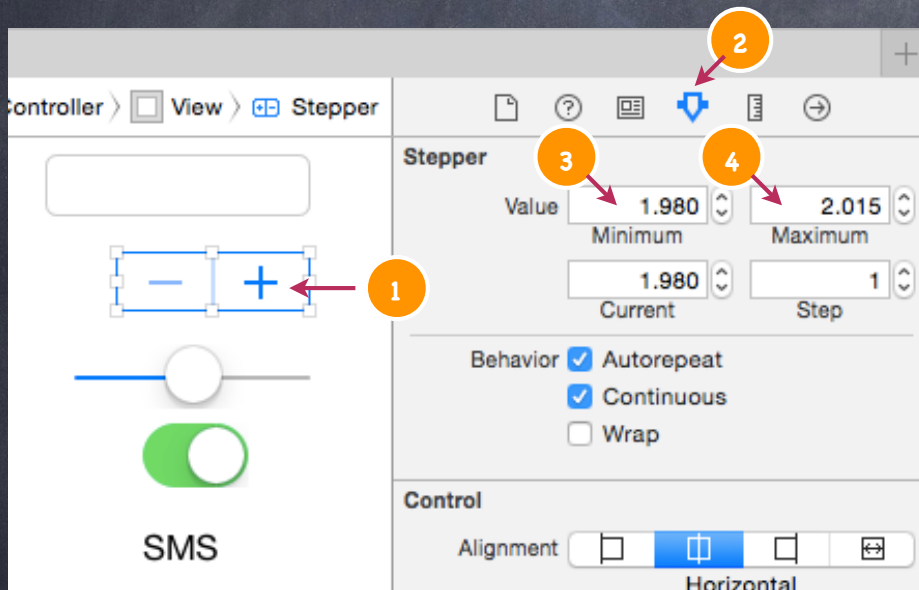 2
Controller 〉 View 〉 Stepper
Stepper
3
4
Value 1.980 2.015
Minimum Maximum
1.980 1
Current Step
1
Behavior Autorepeat
Continuous
Wrap
Control
SMS
Alignment
Horizontal